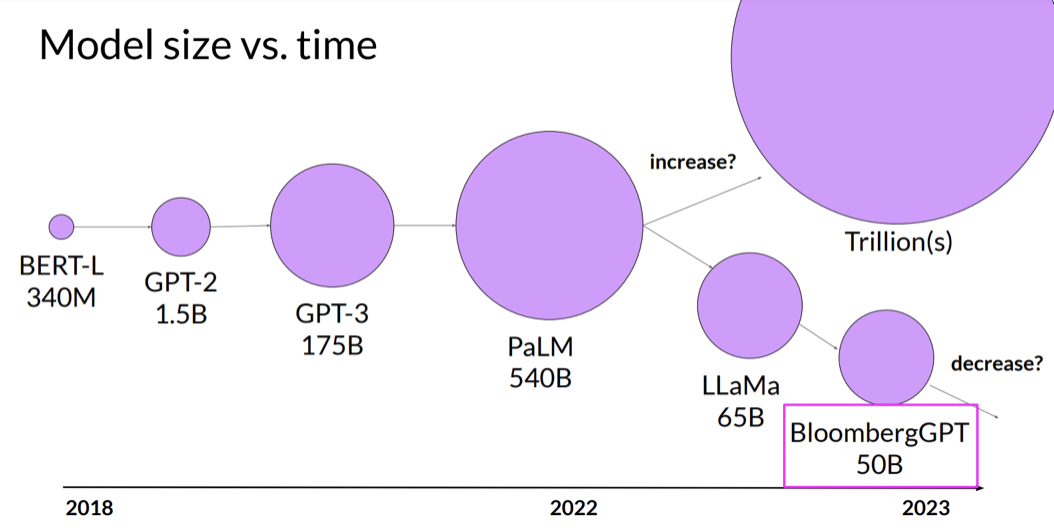 Model size vs. time
increase?
Trillion(s)
BERT-L
340M
GPT-2
1.5B
GPT-3
175B
PaLM
540B
LLaMa
65B
decrease?
BloombergGPT
50B
2018
2022
2023